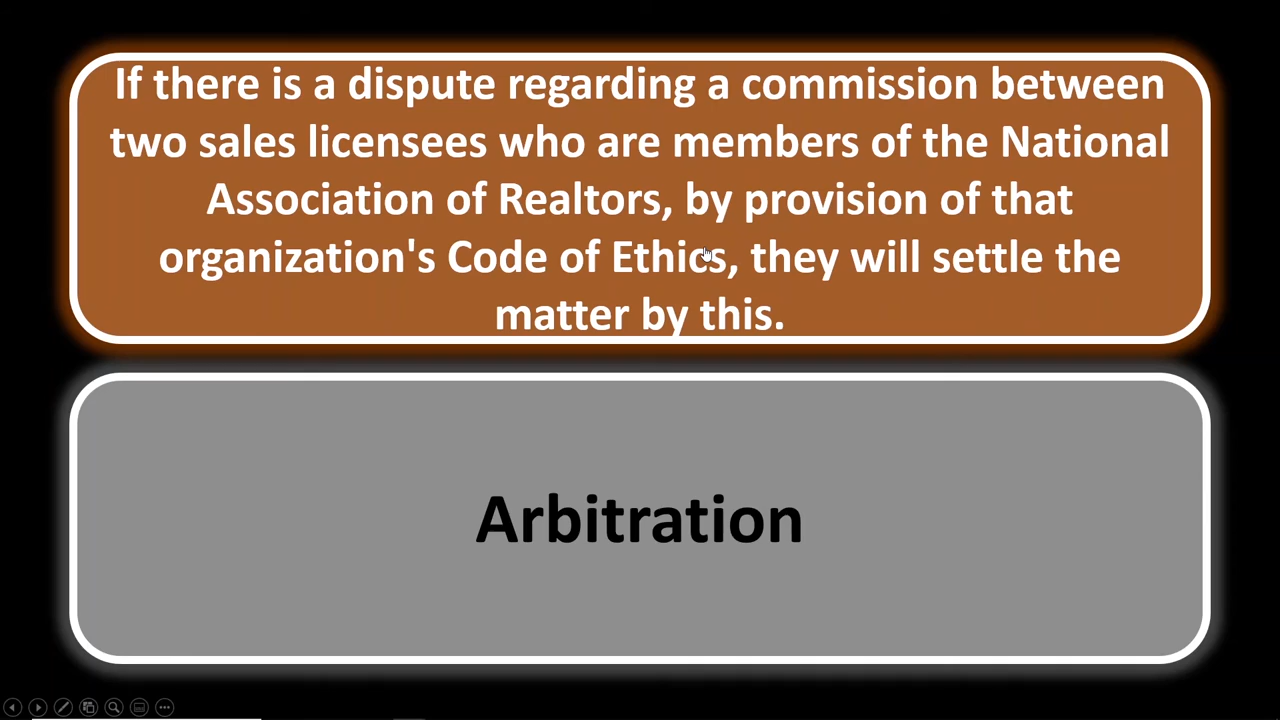 If there is a dispute regarding a commission between
two sales licensees who are members of the National
Association of Realtors, by provision of that
organization's Code of Ethics, they will settle the
matter by this.
Arbitration